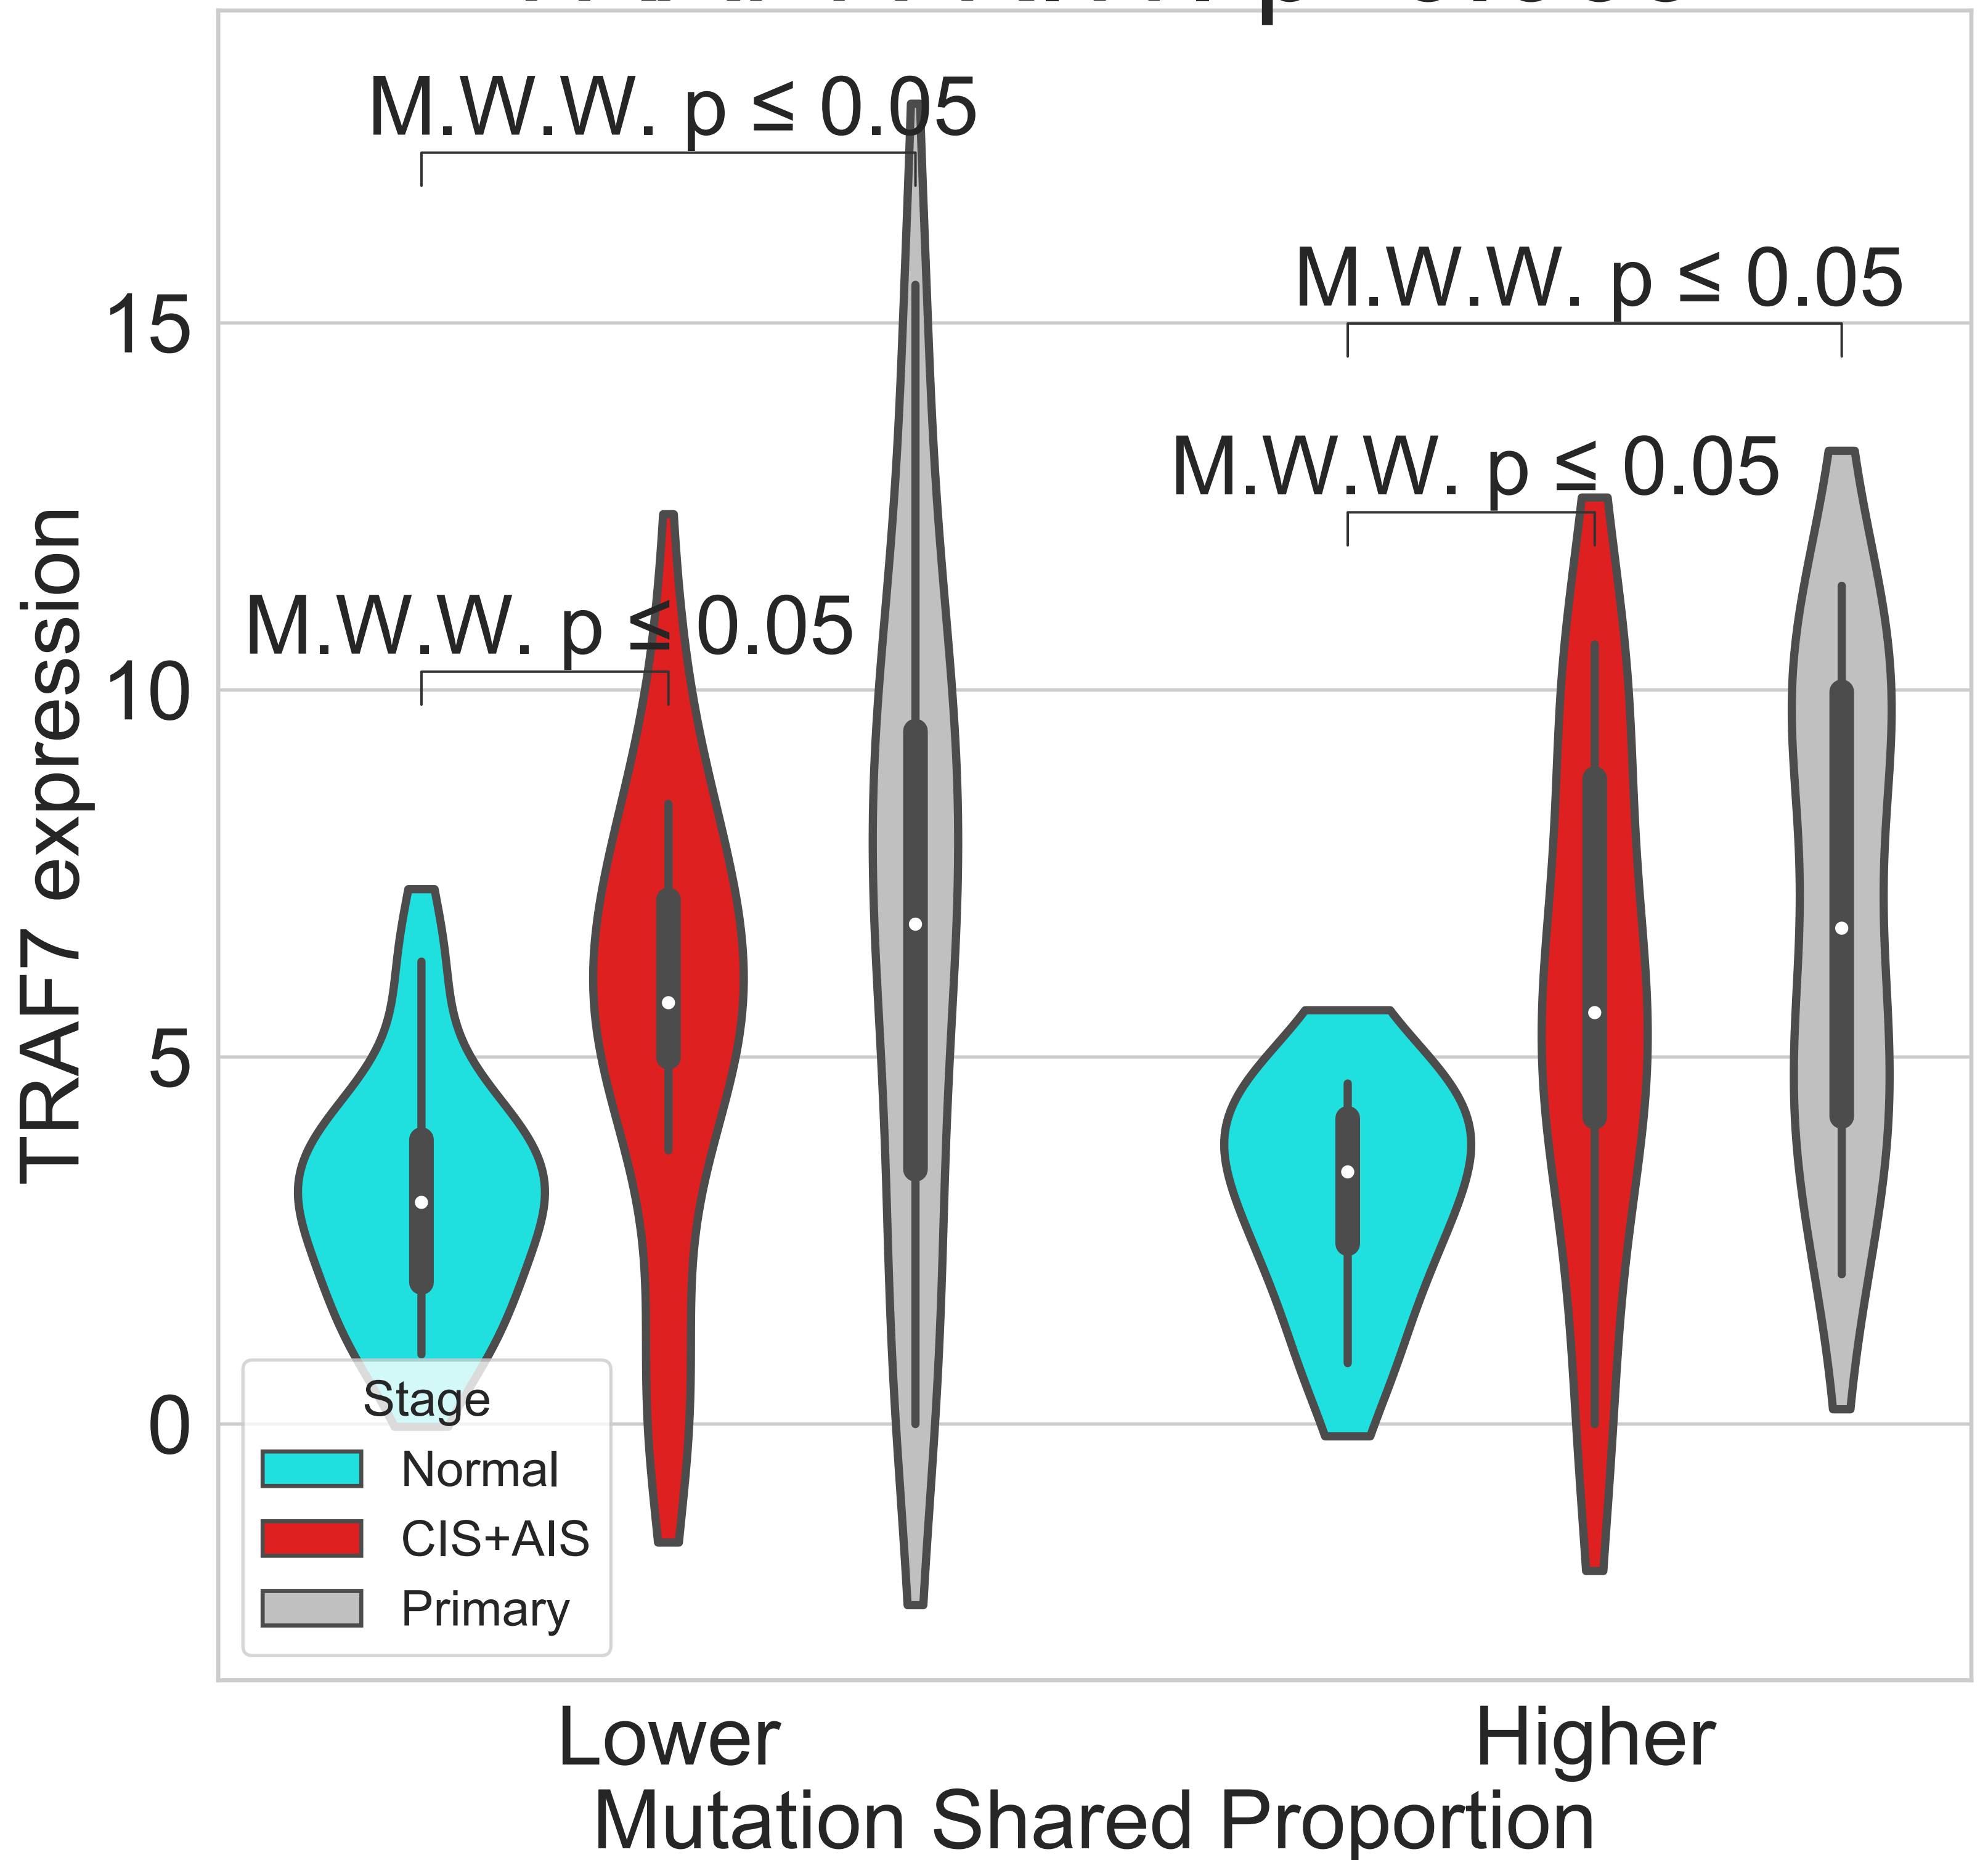 M.W.W. p ≤ 0.05
M.W.W. p ≤ 0.05
M.W.W. p ≤ 0.05
M.W.W. p ≤ 0.05
15
10
5
0
TRAF7 expression
Stage
Normal
CIS+AIS
Primary
Lower
Higher
Mutation Shared Proportion